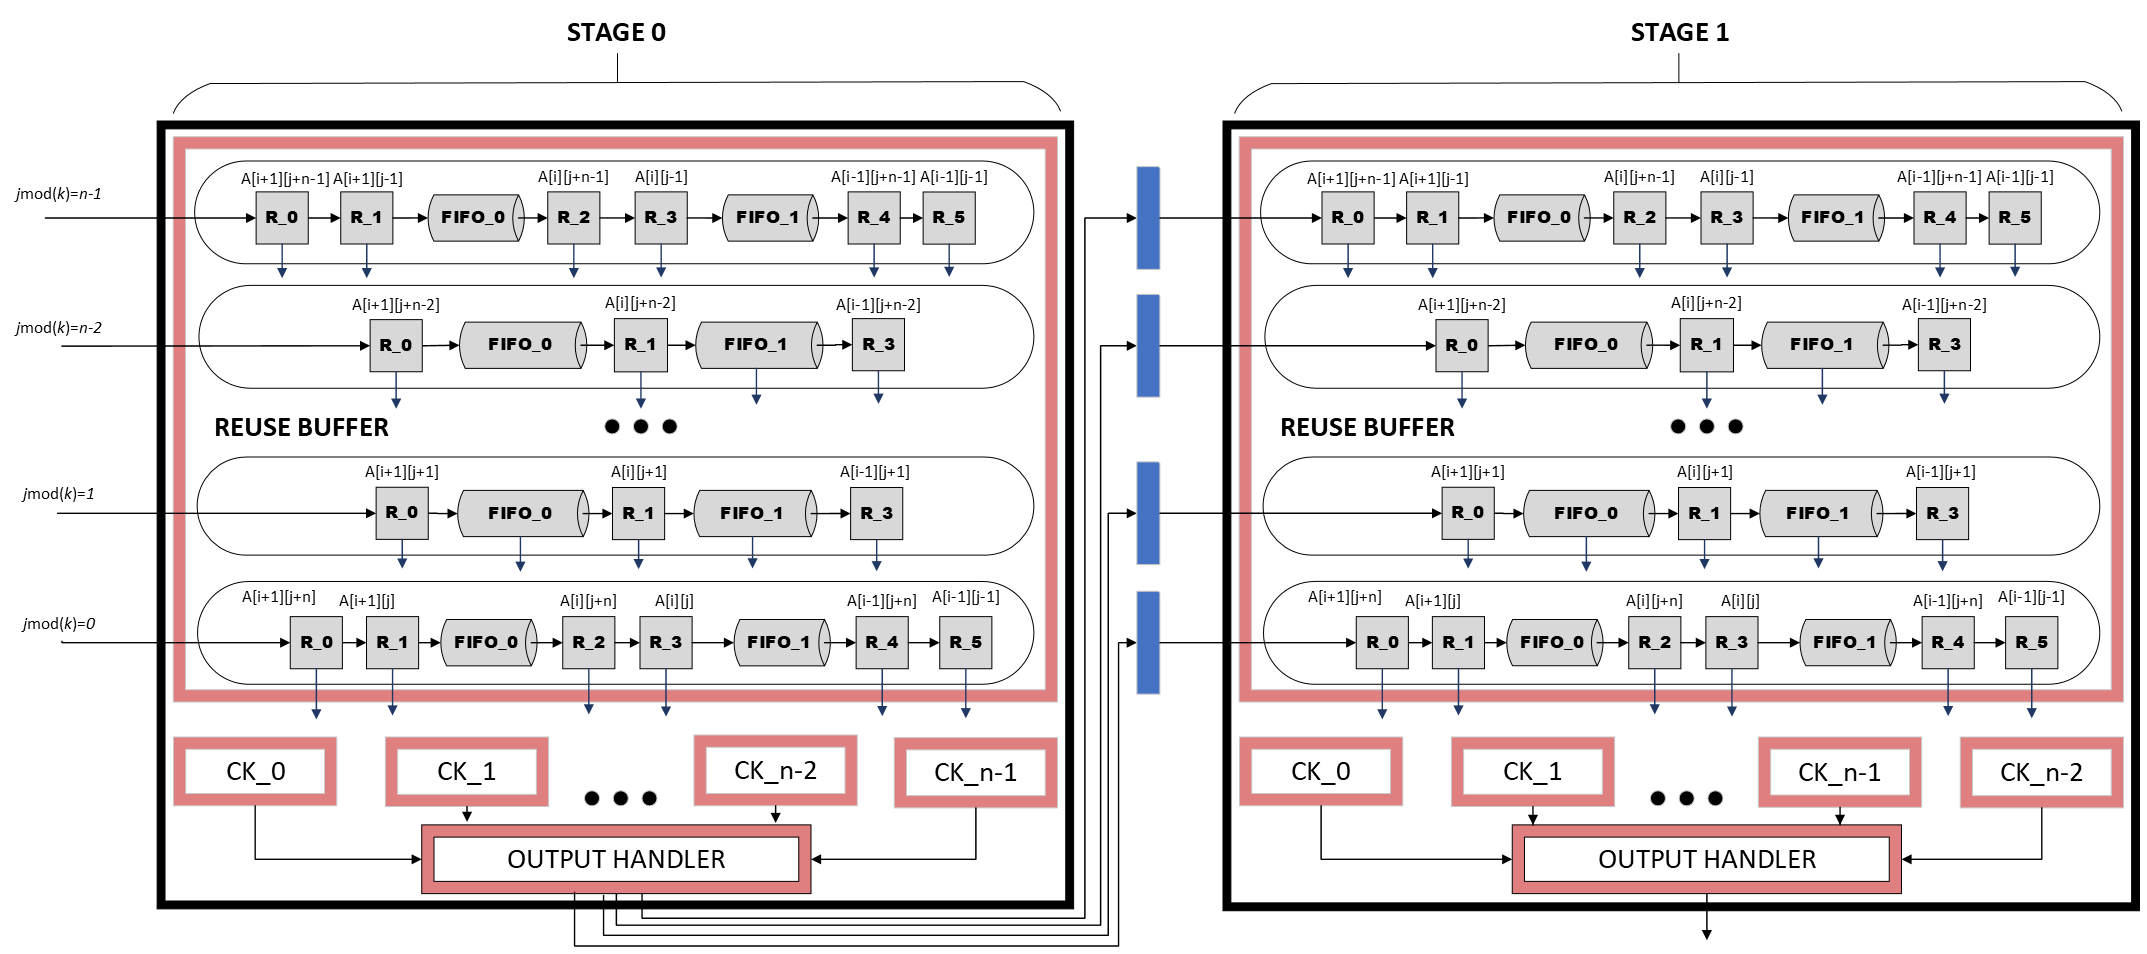 STAGE 0
STAGE 1
jmod(k)=n-1
A[i+1][j+n-1] A[i+1][j-1] A[i][j+n-1] A[i][j-1] A[i-1][j+n-1] A[i-1][j-1]
R_0 R_1 FIFO_0 R_2 R_3 FIFO_1 R_4 R_5
jmod(k)=n-2
A[i+1][j+n-2] A[i][j+n-2] A[i-1][j+n-2]
R_0 FIFO_0 R_1 FIFO_1 R_3
REUSE BUFFER
jmod(k)=1
A[i+1][j+1] A[i][j+1] A[i-1][j+1]
R_0 FIFO_0 R_1 FIFO_1 R_3
jmod(k)=0
A[i+1][j+n] A[i+1][j] A[i][j+n] A[i][j] A[i-1][j+n] A[i-1][j-1]
R_0 R_1 FIFO_0 R_2 R_3 FIFO_1 R_4 R_5
CK_0 CK_1 CK_n-2 CK_n-1
OUTPUT HANDLER
A[i+1][j+n-1] A[i+1][j-1] A[i][j+n-1] A[i][j-1] A[i-1][j+n-1] A[i-1][j-1]
R_0 R_1 FIFO_0 R_2 R_3 FIFO_1 R_4 R_5
A[i+1][j+n-2] A[i][j+n-2] A[i-1][j+n-2]
R_0 FIFO_0 R_1 FIFO_1 R_3
REUSE BUFFER
A[i+1][j+1] A[i][j+1] A[i-1][j+1]
R_0 FIFO_0 R_1 FIFO_1 R_3
A[i+1][j+n] A[i+1][j] A[i][j+n] A[i][j] A[i-1][j+n] A[i-1][j-1]
R_0 R_1 FIFO_0 R_2 R_3 FIFO_1 R_4 R_5
CK_0 CK_1 CK_n-1 CK_n-2
OUTPUT HANDLER